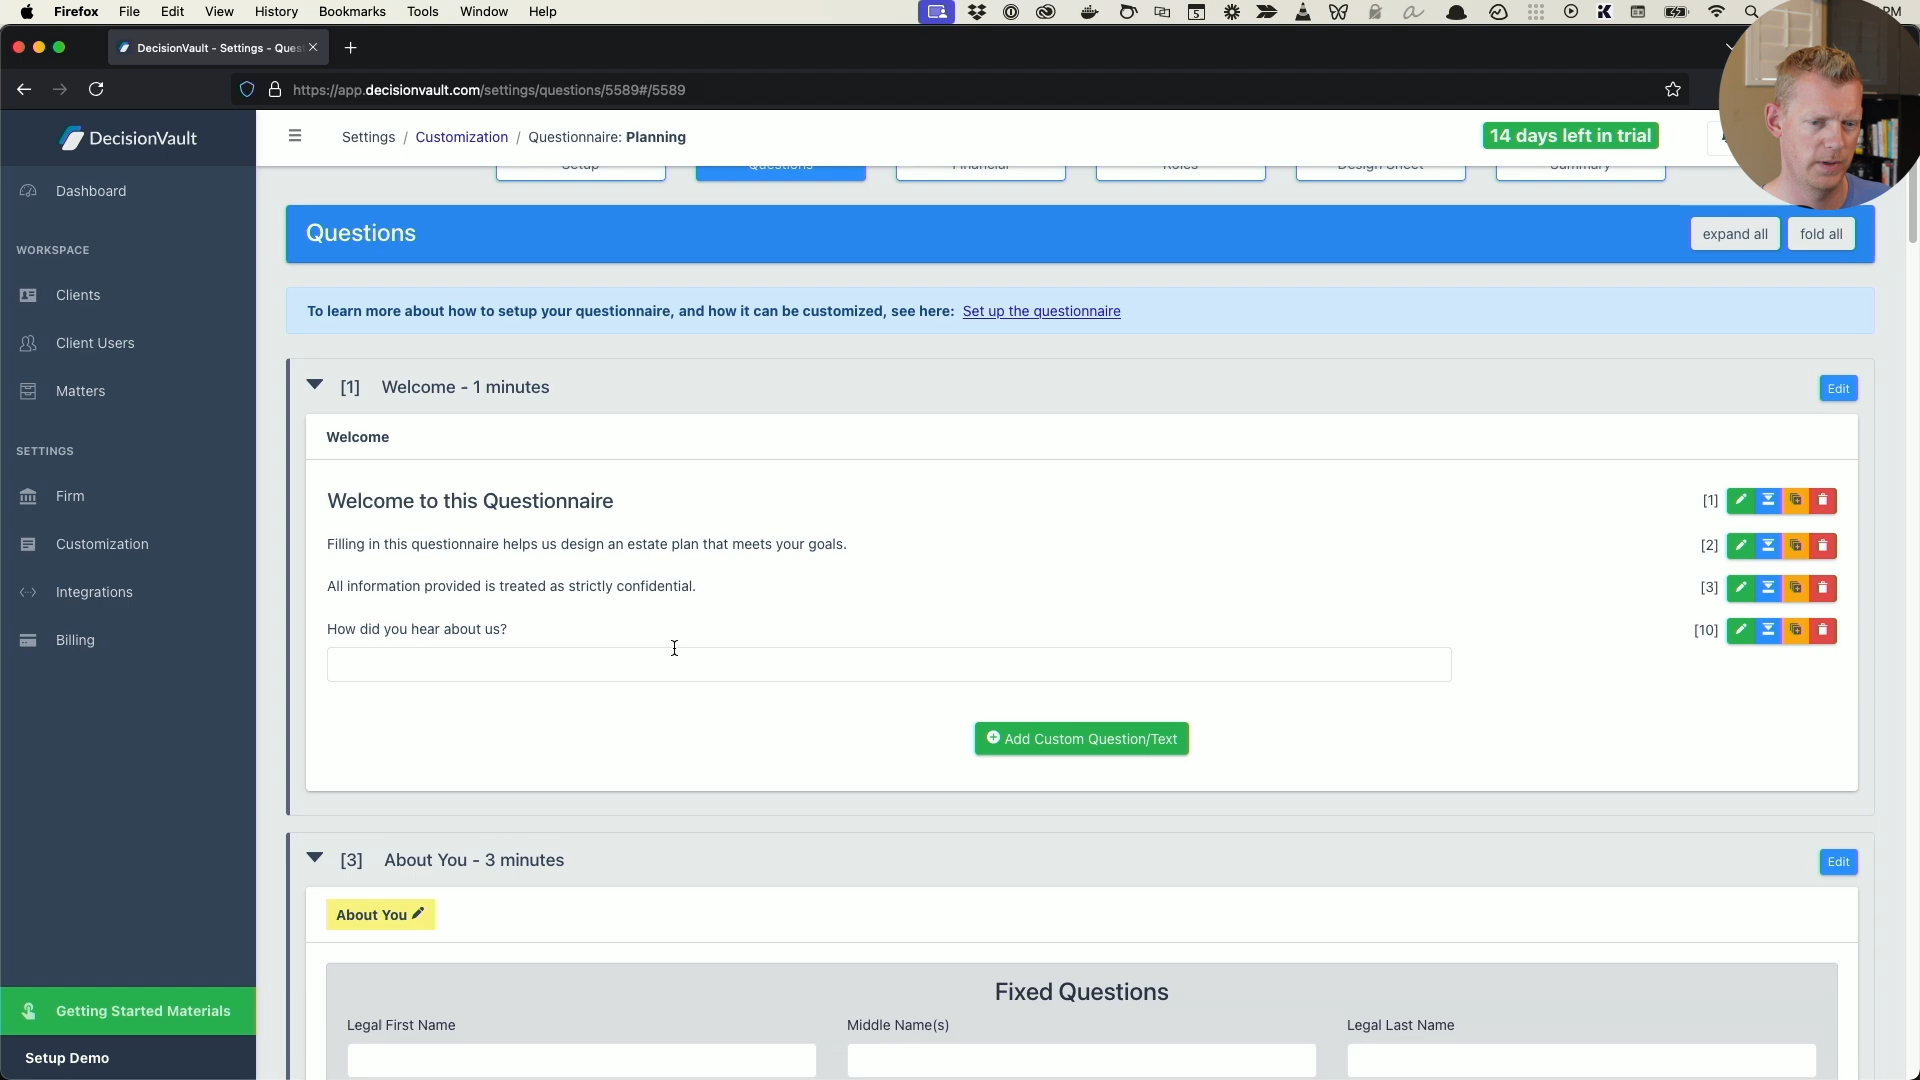 Firefox File Edit View History Bookmarks Tools Window Help
DecisionVault - Settings - Ques
https://app.decisionvault.com/settings/questions/5589#/5589
DecisionVault
Settings / Customization / Questionnaire: Planning
14 days left in trial
Setup Questions Financial Roles Design Sheet Summary
Dashboard
WORKSPACE
Clients
Client Users
Matters
SETTINGS
Firm
Customization
Integrations
Billing
Getting Started Materials
Setup Demo
Questions
expand all fold all
To learn more about how to setup your questionnaire, and how it can be customized, see here: Set up the questionnaire
[1] Welcome - 1 minutes Edit
Welcome
Welcome to this Questionnaire [1]
Filling in this questionnaire helps us design an estate plan that meets your goals. [2]
All information provided is treated as strictly confidential. [3]
How did you hear about us? [10]
Add Custom Question/Text
[3] About You - 3 minutes Edit
About You
Fixed Questions
Legal First Name Middle Name(s) Legal Last Name